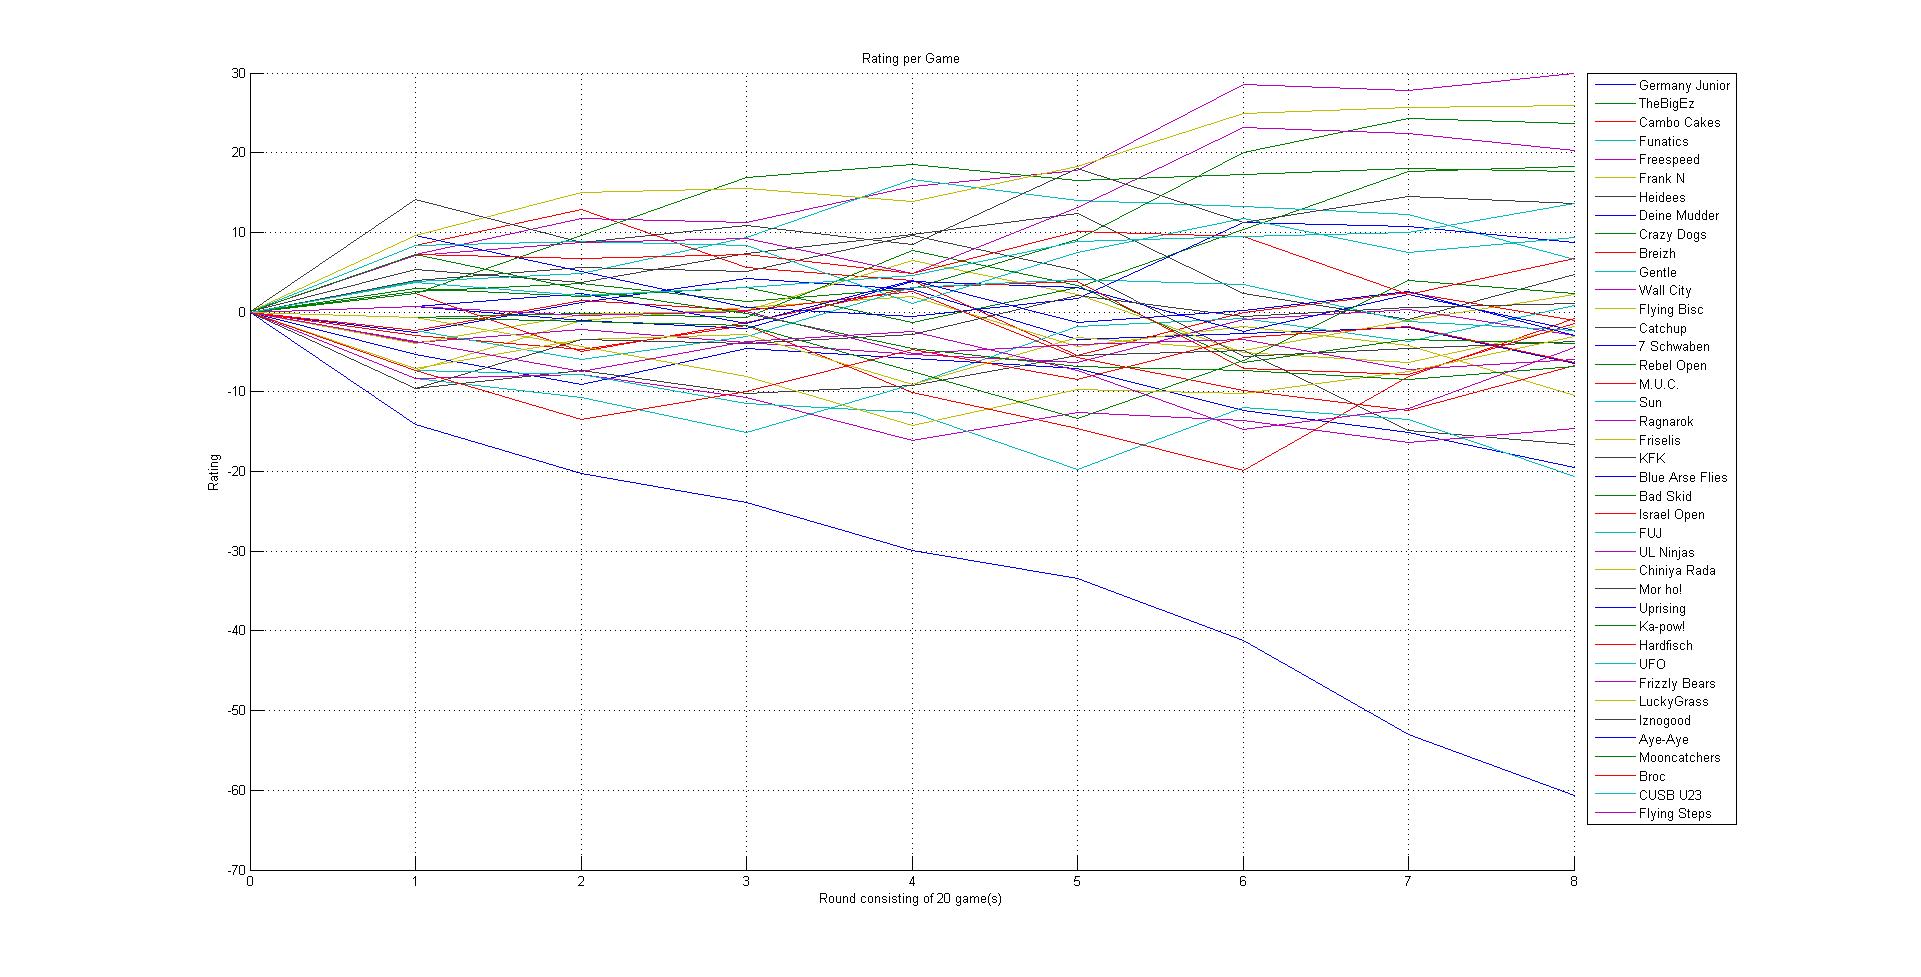 Rating per Game
30
20
10
0
-10
-20
-30
-40
-50
-60
-70
Rating
0 1 2 3 4 5 6 7 8
Round consisting of 20 game(s)
Germany Junior
TheBigEz
Cambo Cakes
Funatics
Freespeed
Frank N
Heidees
Deine Mudder
Crazy Dogs
Breizh
Gentle
Wall City
Flying Bisc
Catchup
7 Schwaben
Rebel Open
M.U.C.
Sun
Ragnarok
Friselis
KFK
Blue Arse Flies
Bad Skid
Israel Open
FUJ
UL Ninjas
Chiniya Rada
Mor ho!
Uprising
Ka-pow!
Hardfisch
UFO
Frizzly Bears
LuckyGrass
Iznogood
Aye-Aye
Mooncatchers
Broc
CUSB U23
Flying Steps